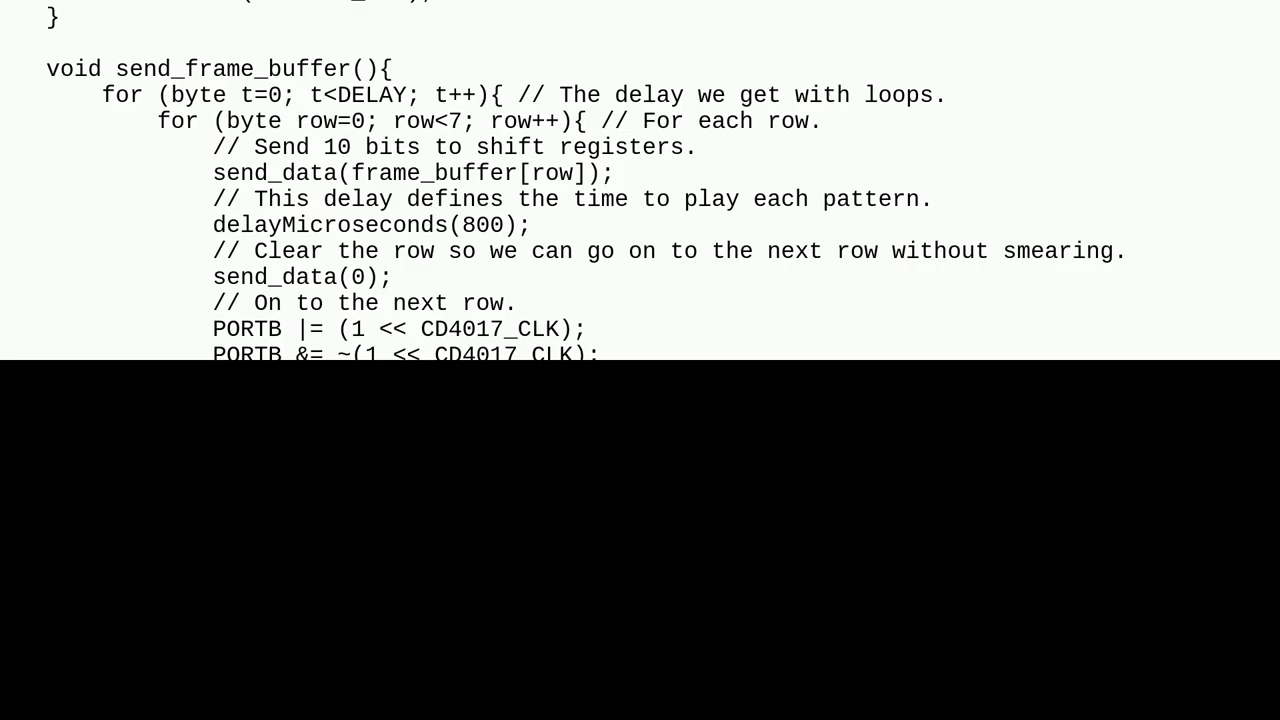 }
void send_frame_buffer(){
for (byte t=0; t<DELAY; t++){ // The delay we get with loops.
for (byte row=0; row<7; row++){ // For each row.
// Send 10 bits to shift registers.
send_data(frame_buffer[row]);
// This delay defines the time to play each pattern.
delayMicroseconds(800);
// Clear the row so we can go on to the next row without smearing.
send_data(0);
// On to the next row.
PORTB |= (1 << CD4017_CLK);
PORTB &= ~(1 << CD4017_CLK);